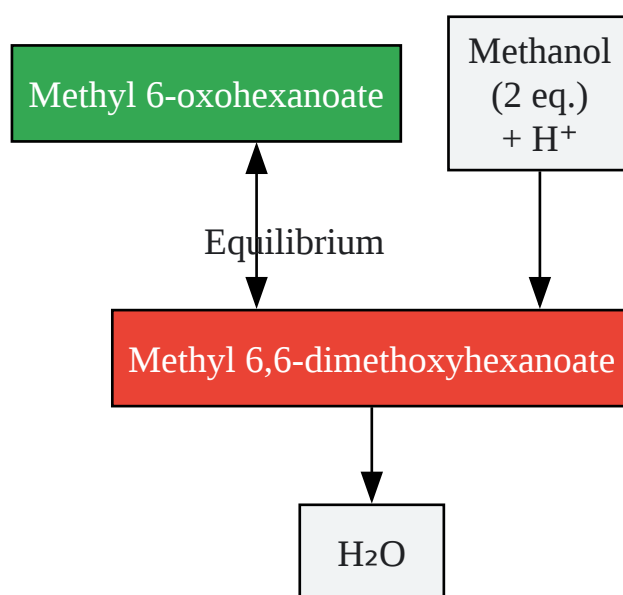 Methyl 6-oxohexanoate
Methanol
(2 eq.)
+ H⁺
Equilibrium
Methyl 6,6-dimethoxyhexanoate
H₂O